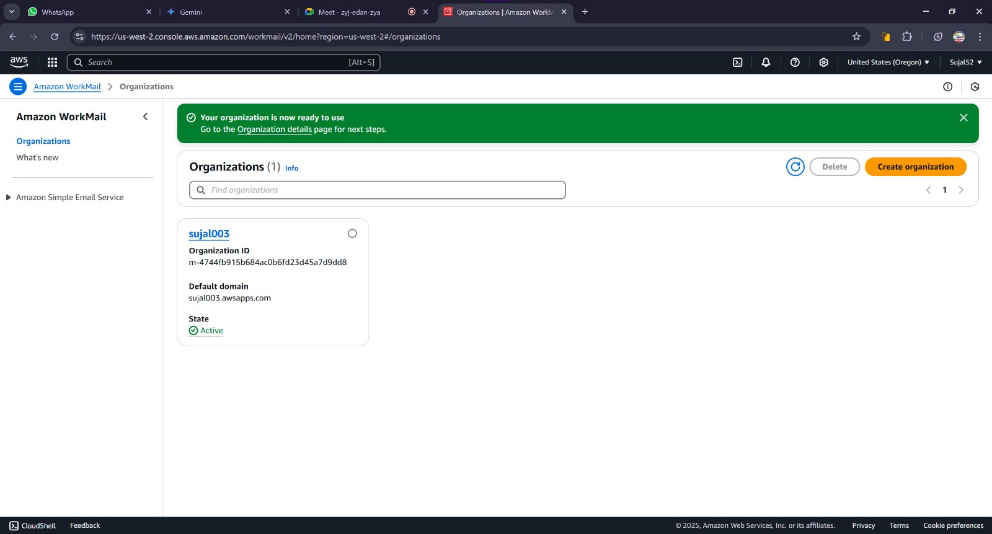 WhatsApp
Gemini
Meet - zyj-edan-zya
Organizations | Amazon WorkM
https://us-west-2.console.aws.amazon.com/workmail/v2/home?region=us-west-2#/organizations
aws
Search
[Alt+S]
United States (Oregon)
Sujal52
Amazon WorkMail
Organizations
Amazon WorkMail
Organizations
What's new
Amazon Simple Email Service
Your organization is now ready to use
Go to the Organization details page for next steps.
Organizations (1) Info
Delete
Create organization
Find organizations
1
sujal003
Organization ID
m-4744fb915b684ac0b6fd23d45a7d9dd8
Default domain
sujal003.awsapps.com
State
Active
CloudShell
Feedback
© 2025, Amazon Web Services, Inc. or its affiliates.
Privacy
Terms
Cookie preferences